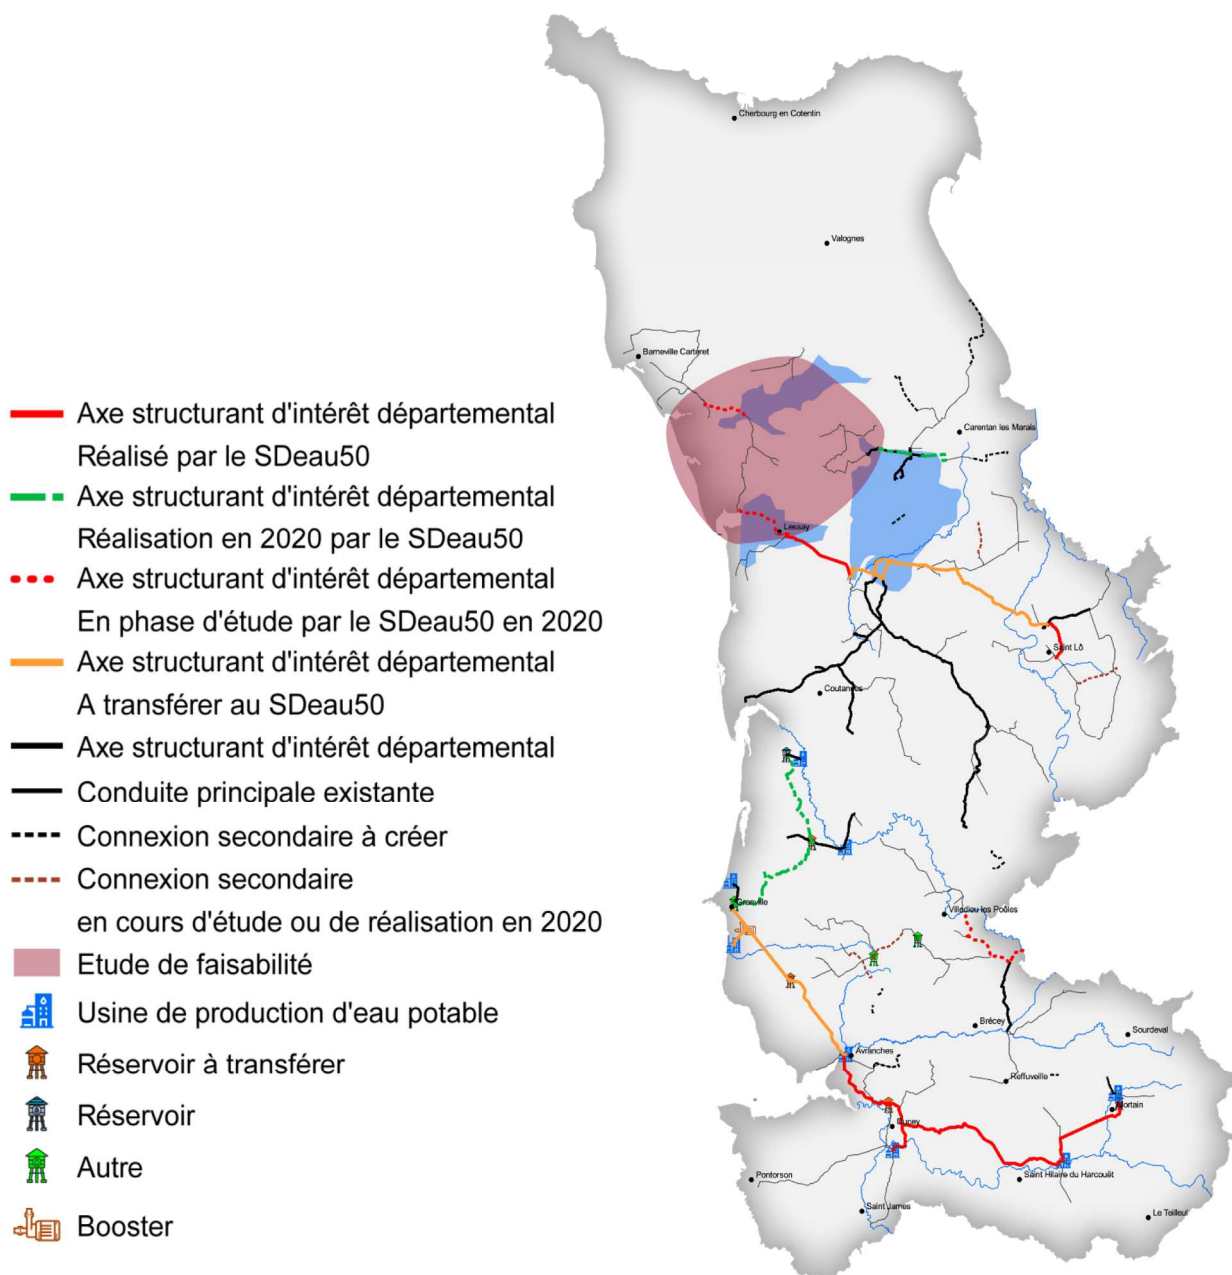 Axe structurant d'intérêt départemental
Réalisé par le SDeau50
Axe structurant d'intérêt départemental
Réalisation en 2020 par le SDeau50
Axe structurant d'intérêt départemental
En phase d'étude par le SDeau50 en 2020
Axe structurant d'intérêt départemental
A transférer au SDeau50
Axe structurant d'intérêt départemental
Conduite principale existante
Connexion secondaire à créer
Connexion secondaire
en cours d'étude ou de réalisation en 2020
Etude de faisabilité
Usine de production d'eau potable
Réservoir à transférer
Réservoir
Autre
Booster
Cherbourg en Cotentin
Valognes
Barneville Carteret
Carentan les Marais
Lessay
Saint Lô
Coutances
Granville
Villedieu les Poêles
Brécey
Sourdeval
Avranches
Reffuveille
Mortain
Ducey
Saint Hilaire du Harcouët
Pontorson
Saint James
Le Teilleul